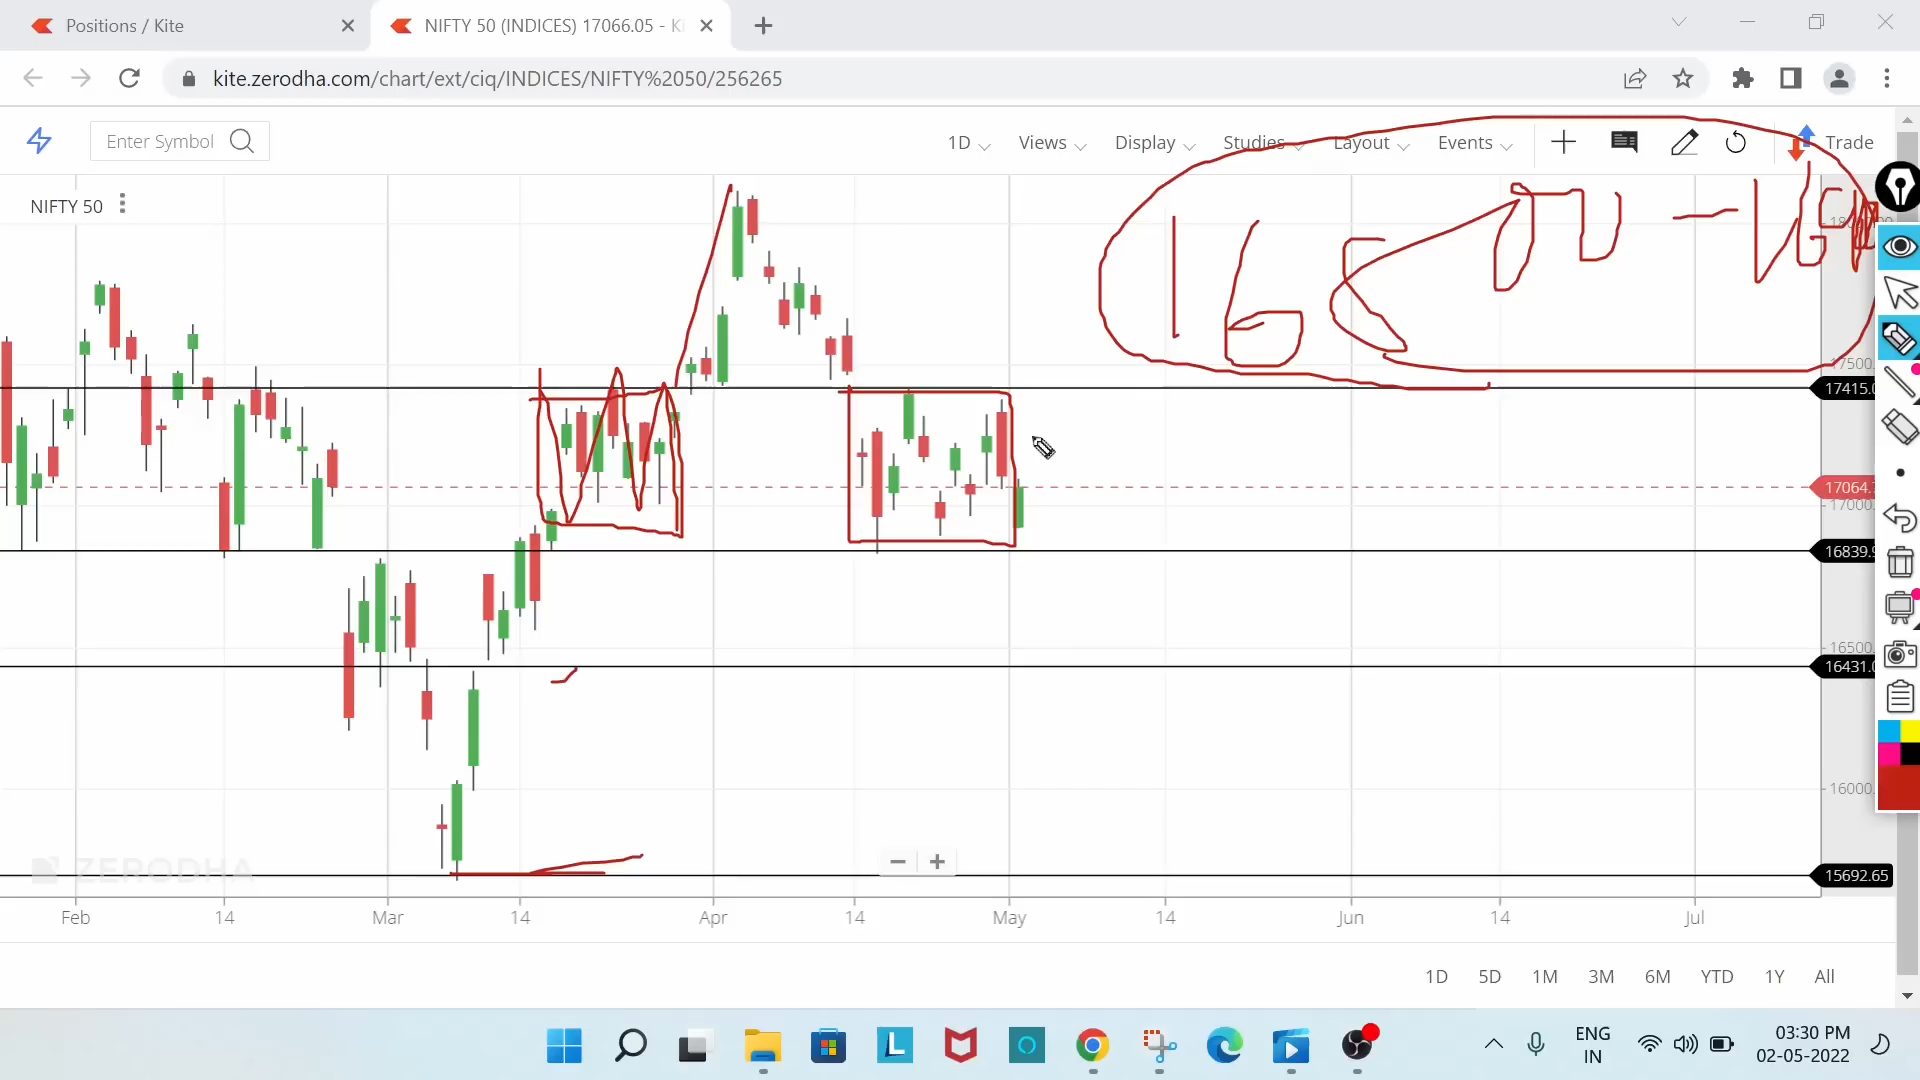 Positions / Kite
NIFTY 50 (INDICES) 17066.05 - K
kite.zerodha.com/chart/ext/ciq/INDICES/NIFTY%2050/256265
Enter Symbol
1D Views Display Studies Layout Events Trade
NIFTY 50
17500.
17415.0
17064.
17000.
16839.9
16500.
16431.0
16000.
15692.65
ZERODHA
Feb 14 Mar 14 Apr 14 May 14 Jun 14 Jul
1D 5D 1M 3M 6M YTD 1Y All
ENG
IN
03:30 PM
02-05-2022